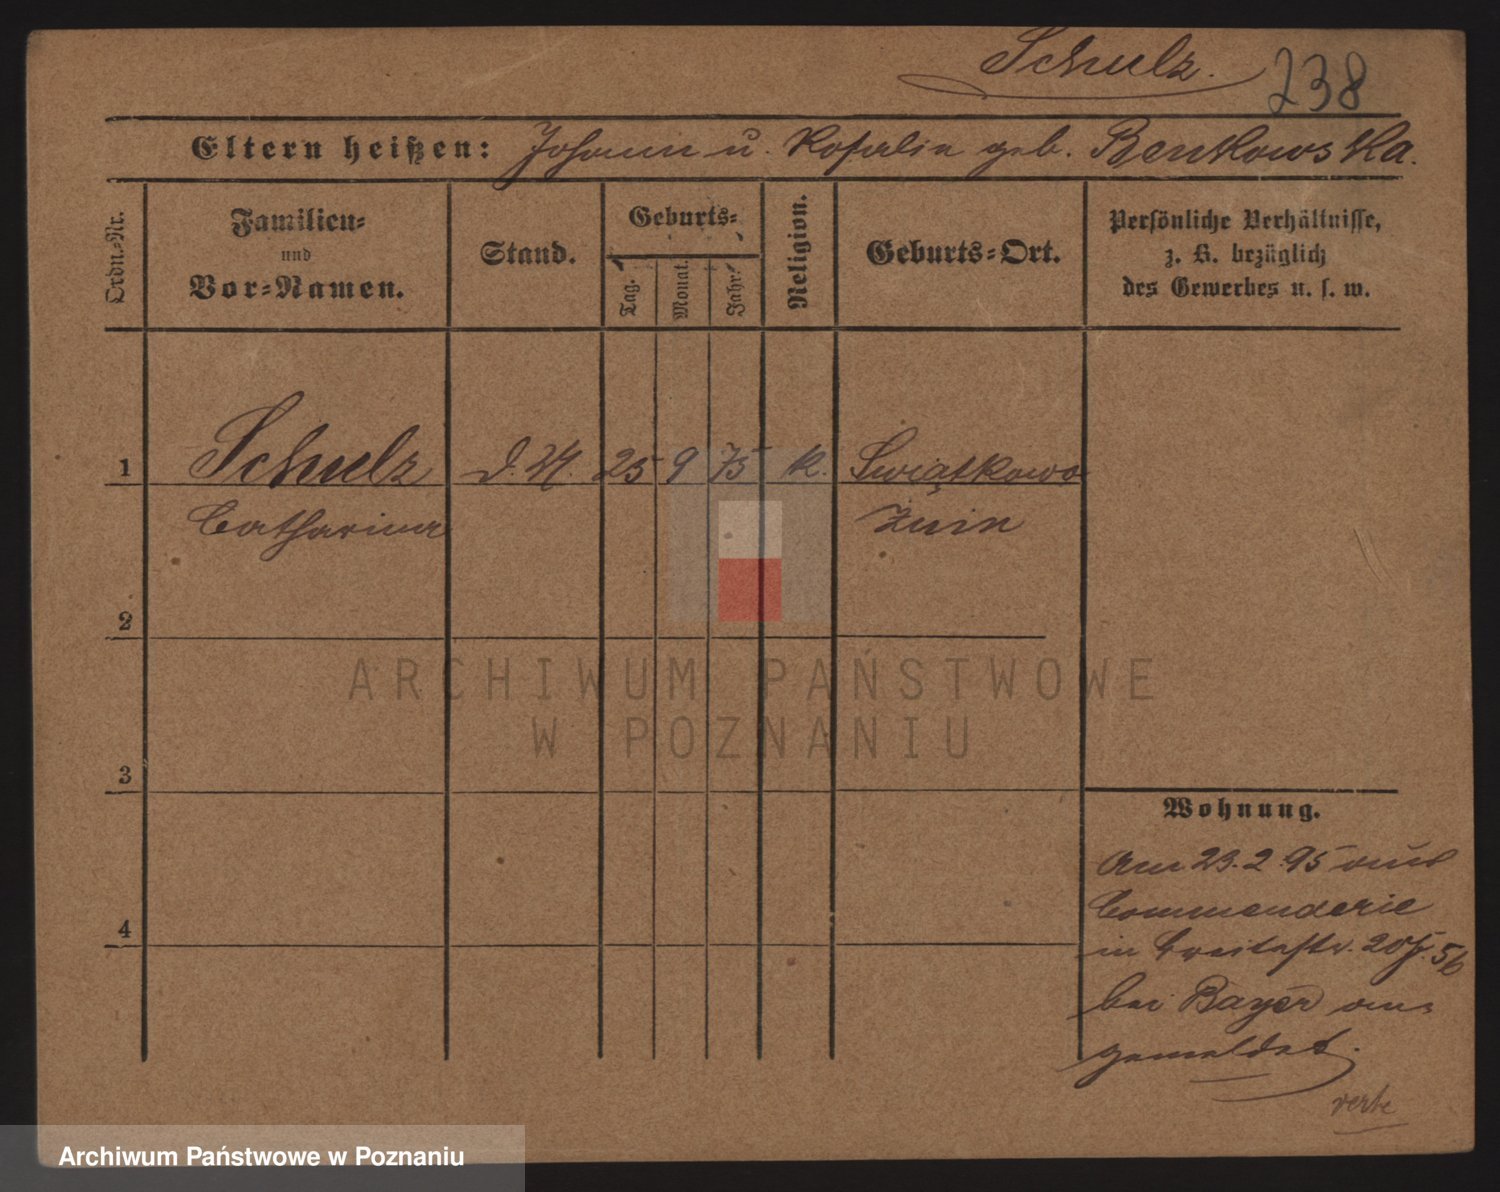 Schulz.
238
Eltern heißen: Johann u. Rosalie geb. Bentkowska.
Ordn.-Nr.
Familien-
und
Vor-Namen.
Stand.
Geburts-
Tag.
Monat.
Jahr.
Religion.
Geburts-Ort.
Persönliche Verhältnisse,
z. B. bezüglich
des Gewerbes u. s. w.
1 Schulz D. M. 25 9 75 k. Swiątkowo
Catharina Znin
2
3
4
Wohnung.
Am 23.2.95 aus
Commenderie
in Breitestr. 20
bei Bayer an-
gemeldet.
verte
ARCHIWUM PAŃSTWOWE
W POZNANIU
Archiwum Państwowe w Poznaniu